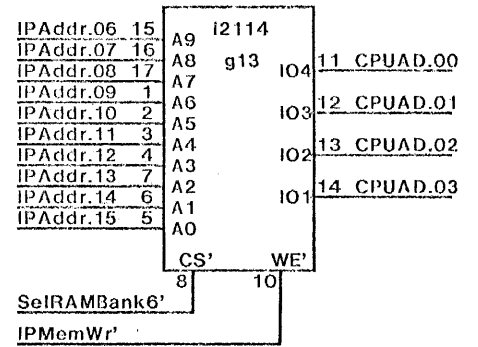 IPAddr.06 15 A9 i2114
IPAddr.07 16 A8 g13
IPAddr.08 17 A7 IO4 11 CPUAD.00
IPAddr.09 1 A6
IPAddr.10 2 A5 IO3 12 CPUAD.01
IPAddr.11 3 A4
IPAddr.12 4 A3 IO2 13 CPUAD.02
IPAddr.13 7 A2
IPAddr.14 6 A1 IO1 14 CPUAD.03
IPAddr.15 5 A0
CS' WE'
8 10
SelRAMBank6'
IPMemWr'